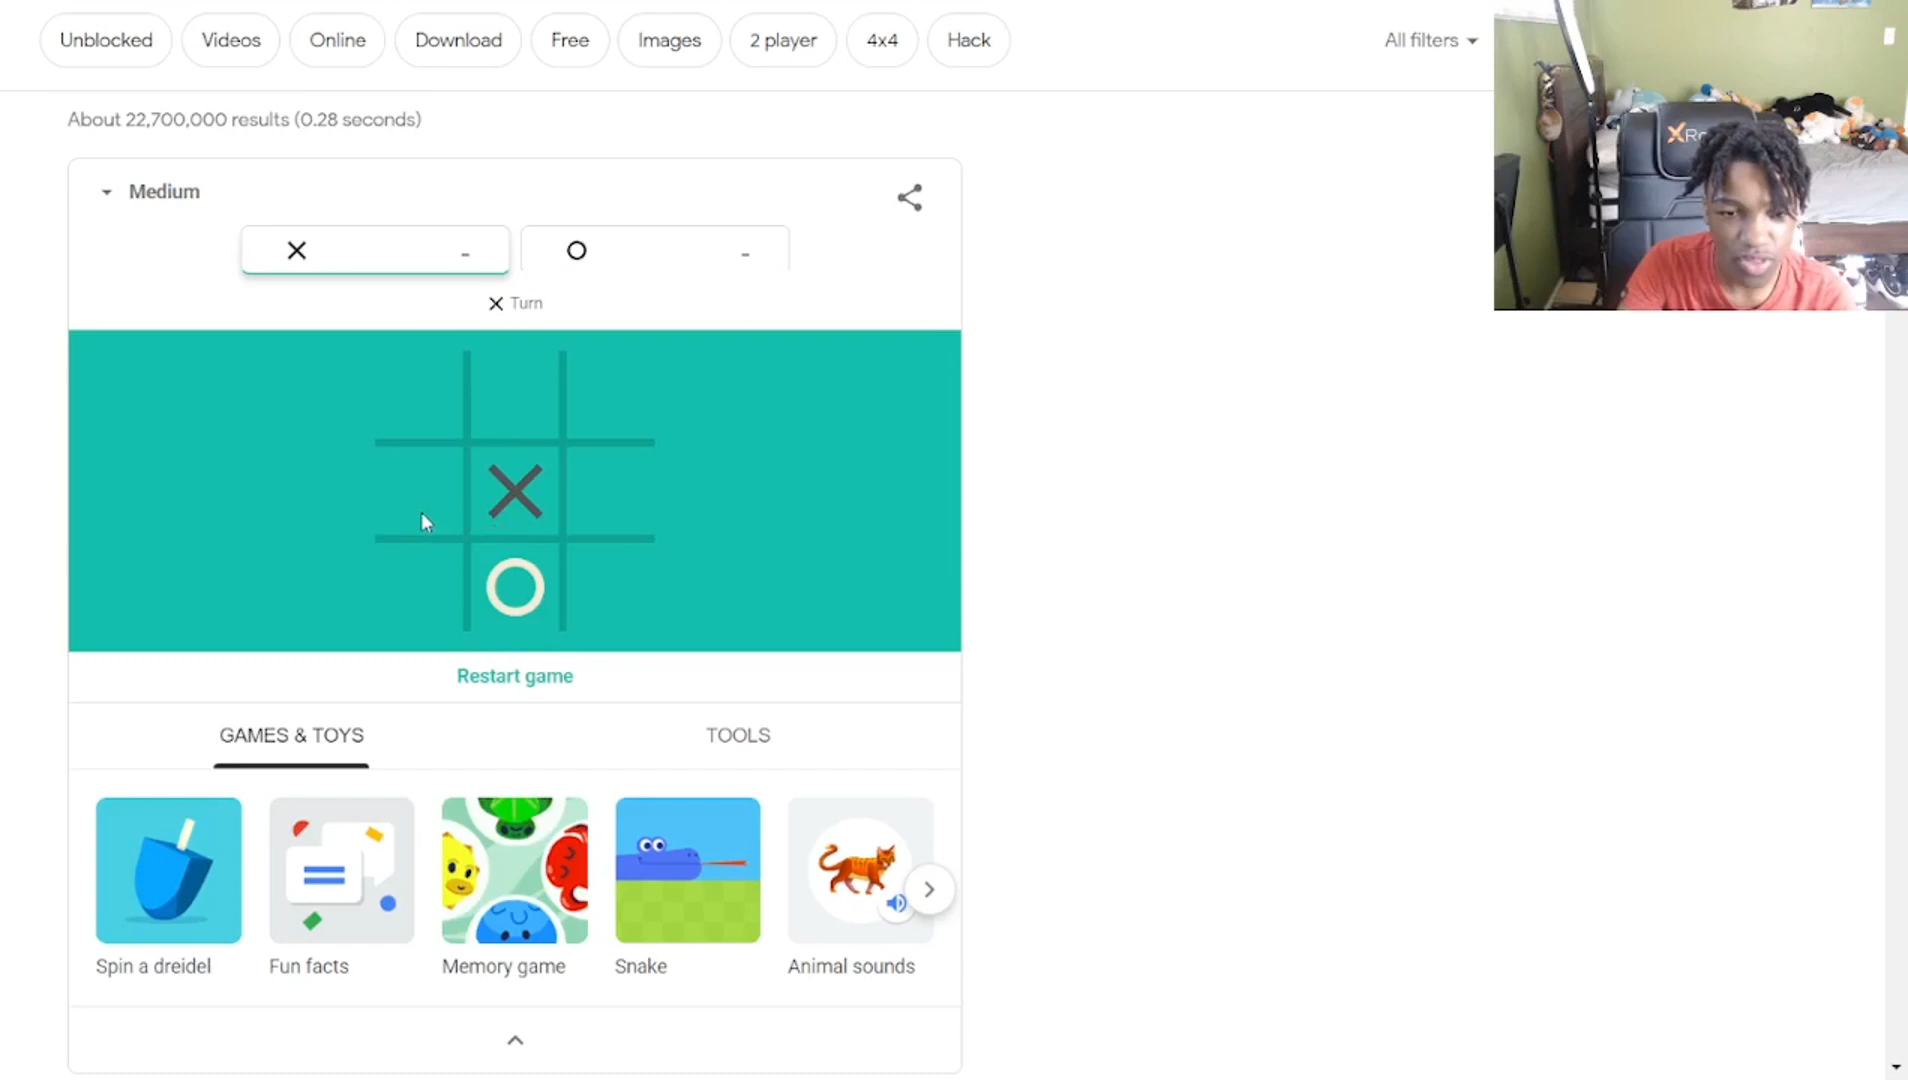 Unblocked
Videos
Online
Download
Free
Images
2 player
4x4
Hack
All filters
About 22,700,000 results (0.28 seconds)
Medium
X -
O -
X Turn
X
O
Restart game
GAMES & TOYS
TOOLS
Spin a dreidel
Fun facts
Memory game
Snake
Animal sounds